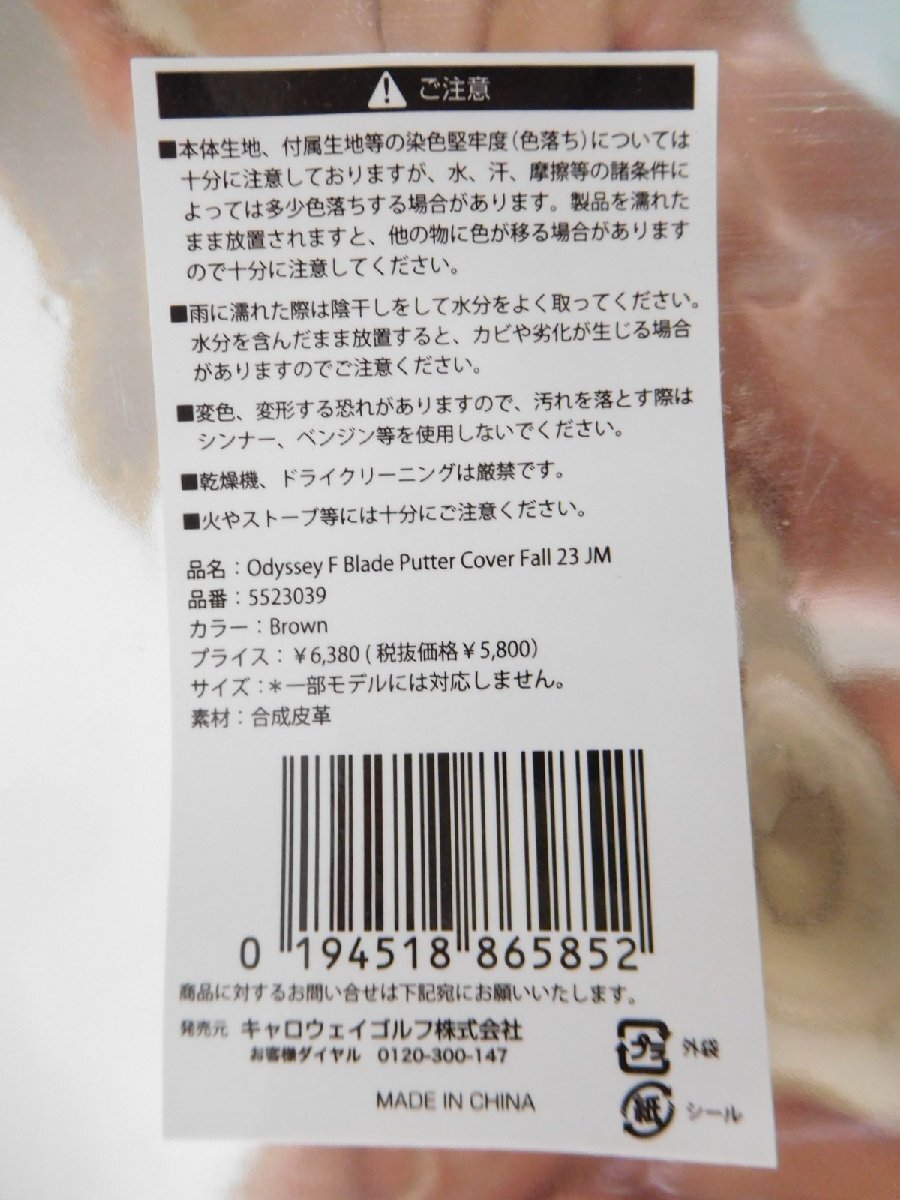 ご注意
■本体生地、付属生地等の染色堅牢度(色落ち)については
十分に注意しておりますが、水、汗、摩擦等の諸条件に
よっては多少色落ちする場合があります。製品を濡れた
まま放置されますと、他の物に色が移る場合があります
ので十分に注意してください。
■雨に濡れた際は陰干しをして水分をよく取ってください。
水分を含んだまま放置すると、カビや劣化が生じる場合
がありますのでご注意ください。
■変色、変形する恐れがありますので、汚れを落とす際は
シンナー、ベンジン等を使用しないでください。
■乾燥機、ドライクリーニングは厳禁です。
■火やストーブ等には十分にご注意ください。
品名：Odyssey F Blade Putter Cover Fall 23 JM
品番：5523039
カラー：Brown
プライス：￥6,380 ( 税抜価格￥5,800)
サイズ：＊一部モデルには対応しません。
素材：合成皮革
0 194518 865852
商品に対するお問い合せは下記宛にお願いいたします。
発売元 キャロウェイゴルフ株式会社
お客様ダイヤル 0120-300-147
プラ 外袋
MADE IN CHINA
紙 シール